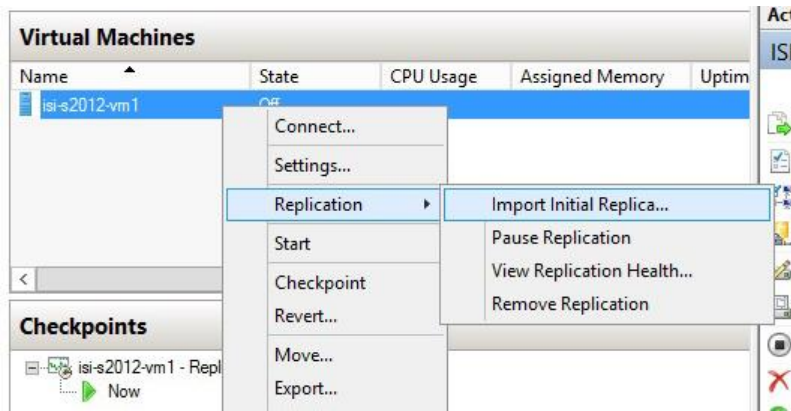 Virtual Machines
Name State CPU Usage Assigned Memory Uptim
isi-s2012-vm1 Off
Connect...
Settings...
Replication
Start
Checkpoint
Revert...
Move...
Export...
Import Initial Replica...
Pause Replication
View Replication Health...
Remove Replication
Checkpoints
isi-s2012-vm1 - Repl
Now
Act
ISI